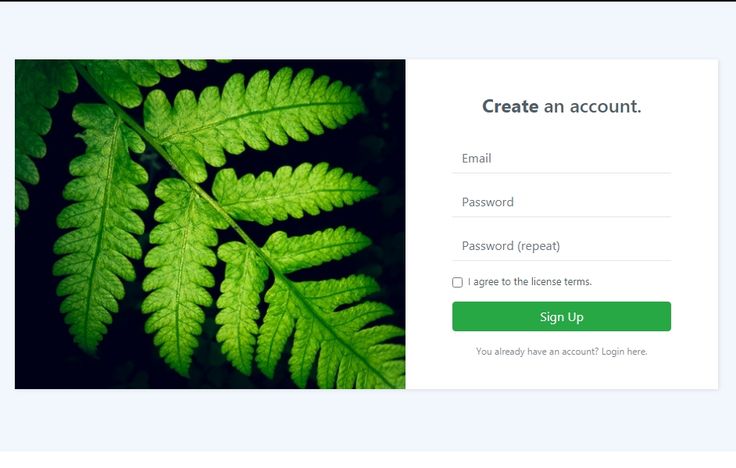 Create an account.
Email
Password
Password (repeat)
I agree to the license terms.
Sign Up
You already have an account? Login here.